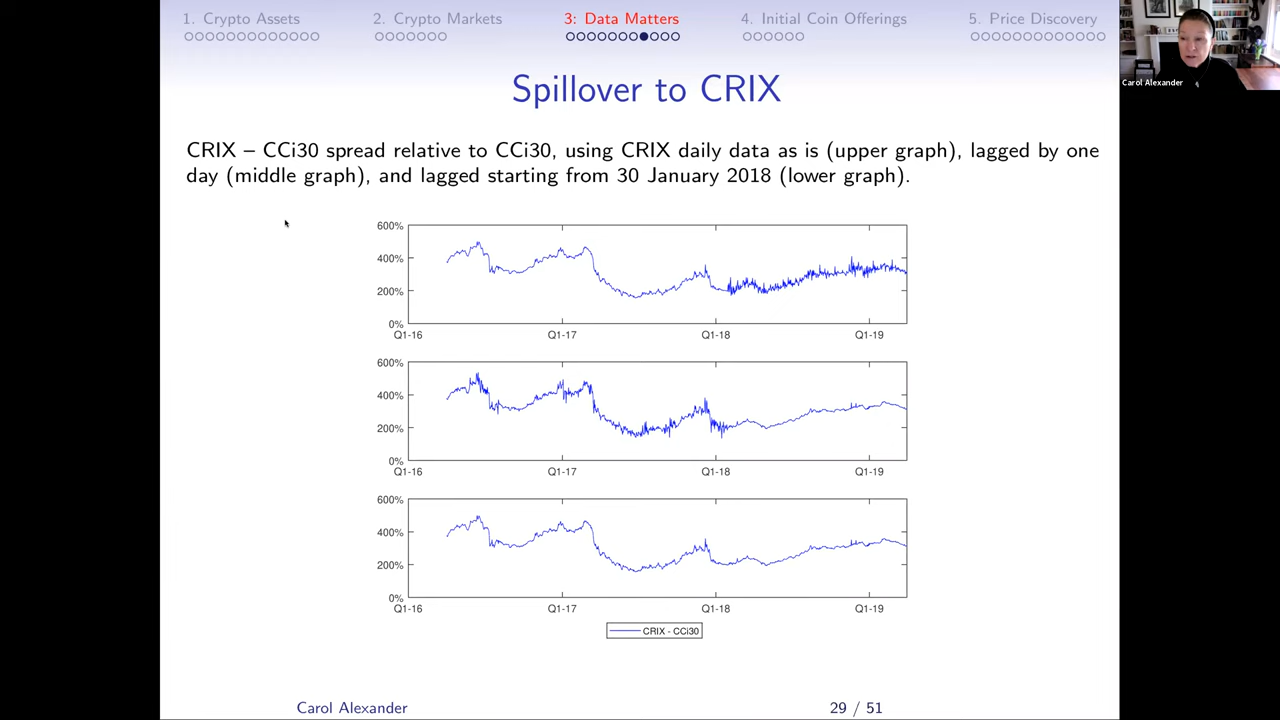 1. Crypto Assets 2. Crypto Markets 3: Data Matters 4. Initial Coin Offerings 5. Price Discovery
Carol Alexander
Spillover to CRIX
CRIX – CCi30 spread relative to CCi30, using CRIX daily data as is (upper graph), lagged by one
day (middle graph), and lagged starting from 30 January 2018 (lower graph).
600%
400%
200%
0%
Q1-16 Q1-17 Q1-18 Q1-19
600%
400%
200%
0%
Q1-16 Q1-17 Q1-18 Q1-19
600%
400%
200%
0%
Q1-16 Q1-17 Q1-18 Q1-19
CRIX - CCi30
Carol Alexander 29 / 51